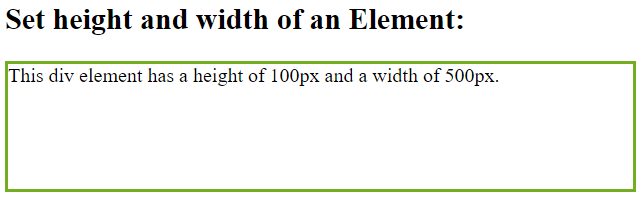 Set height and width of an Element:
This div element has a height of 100px and a width of 500px.